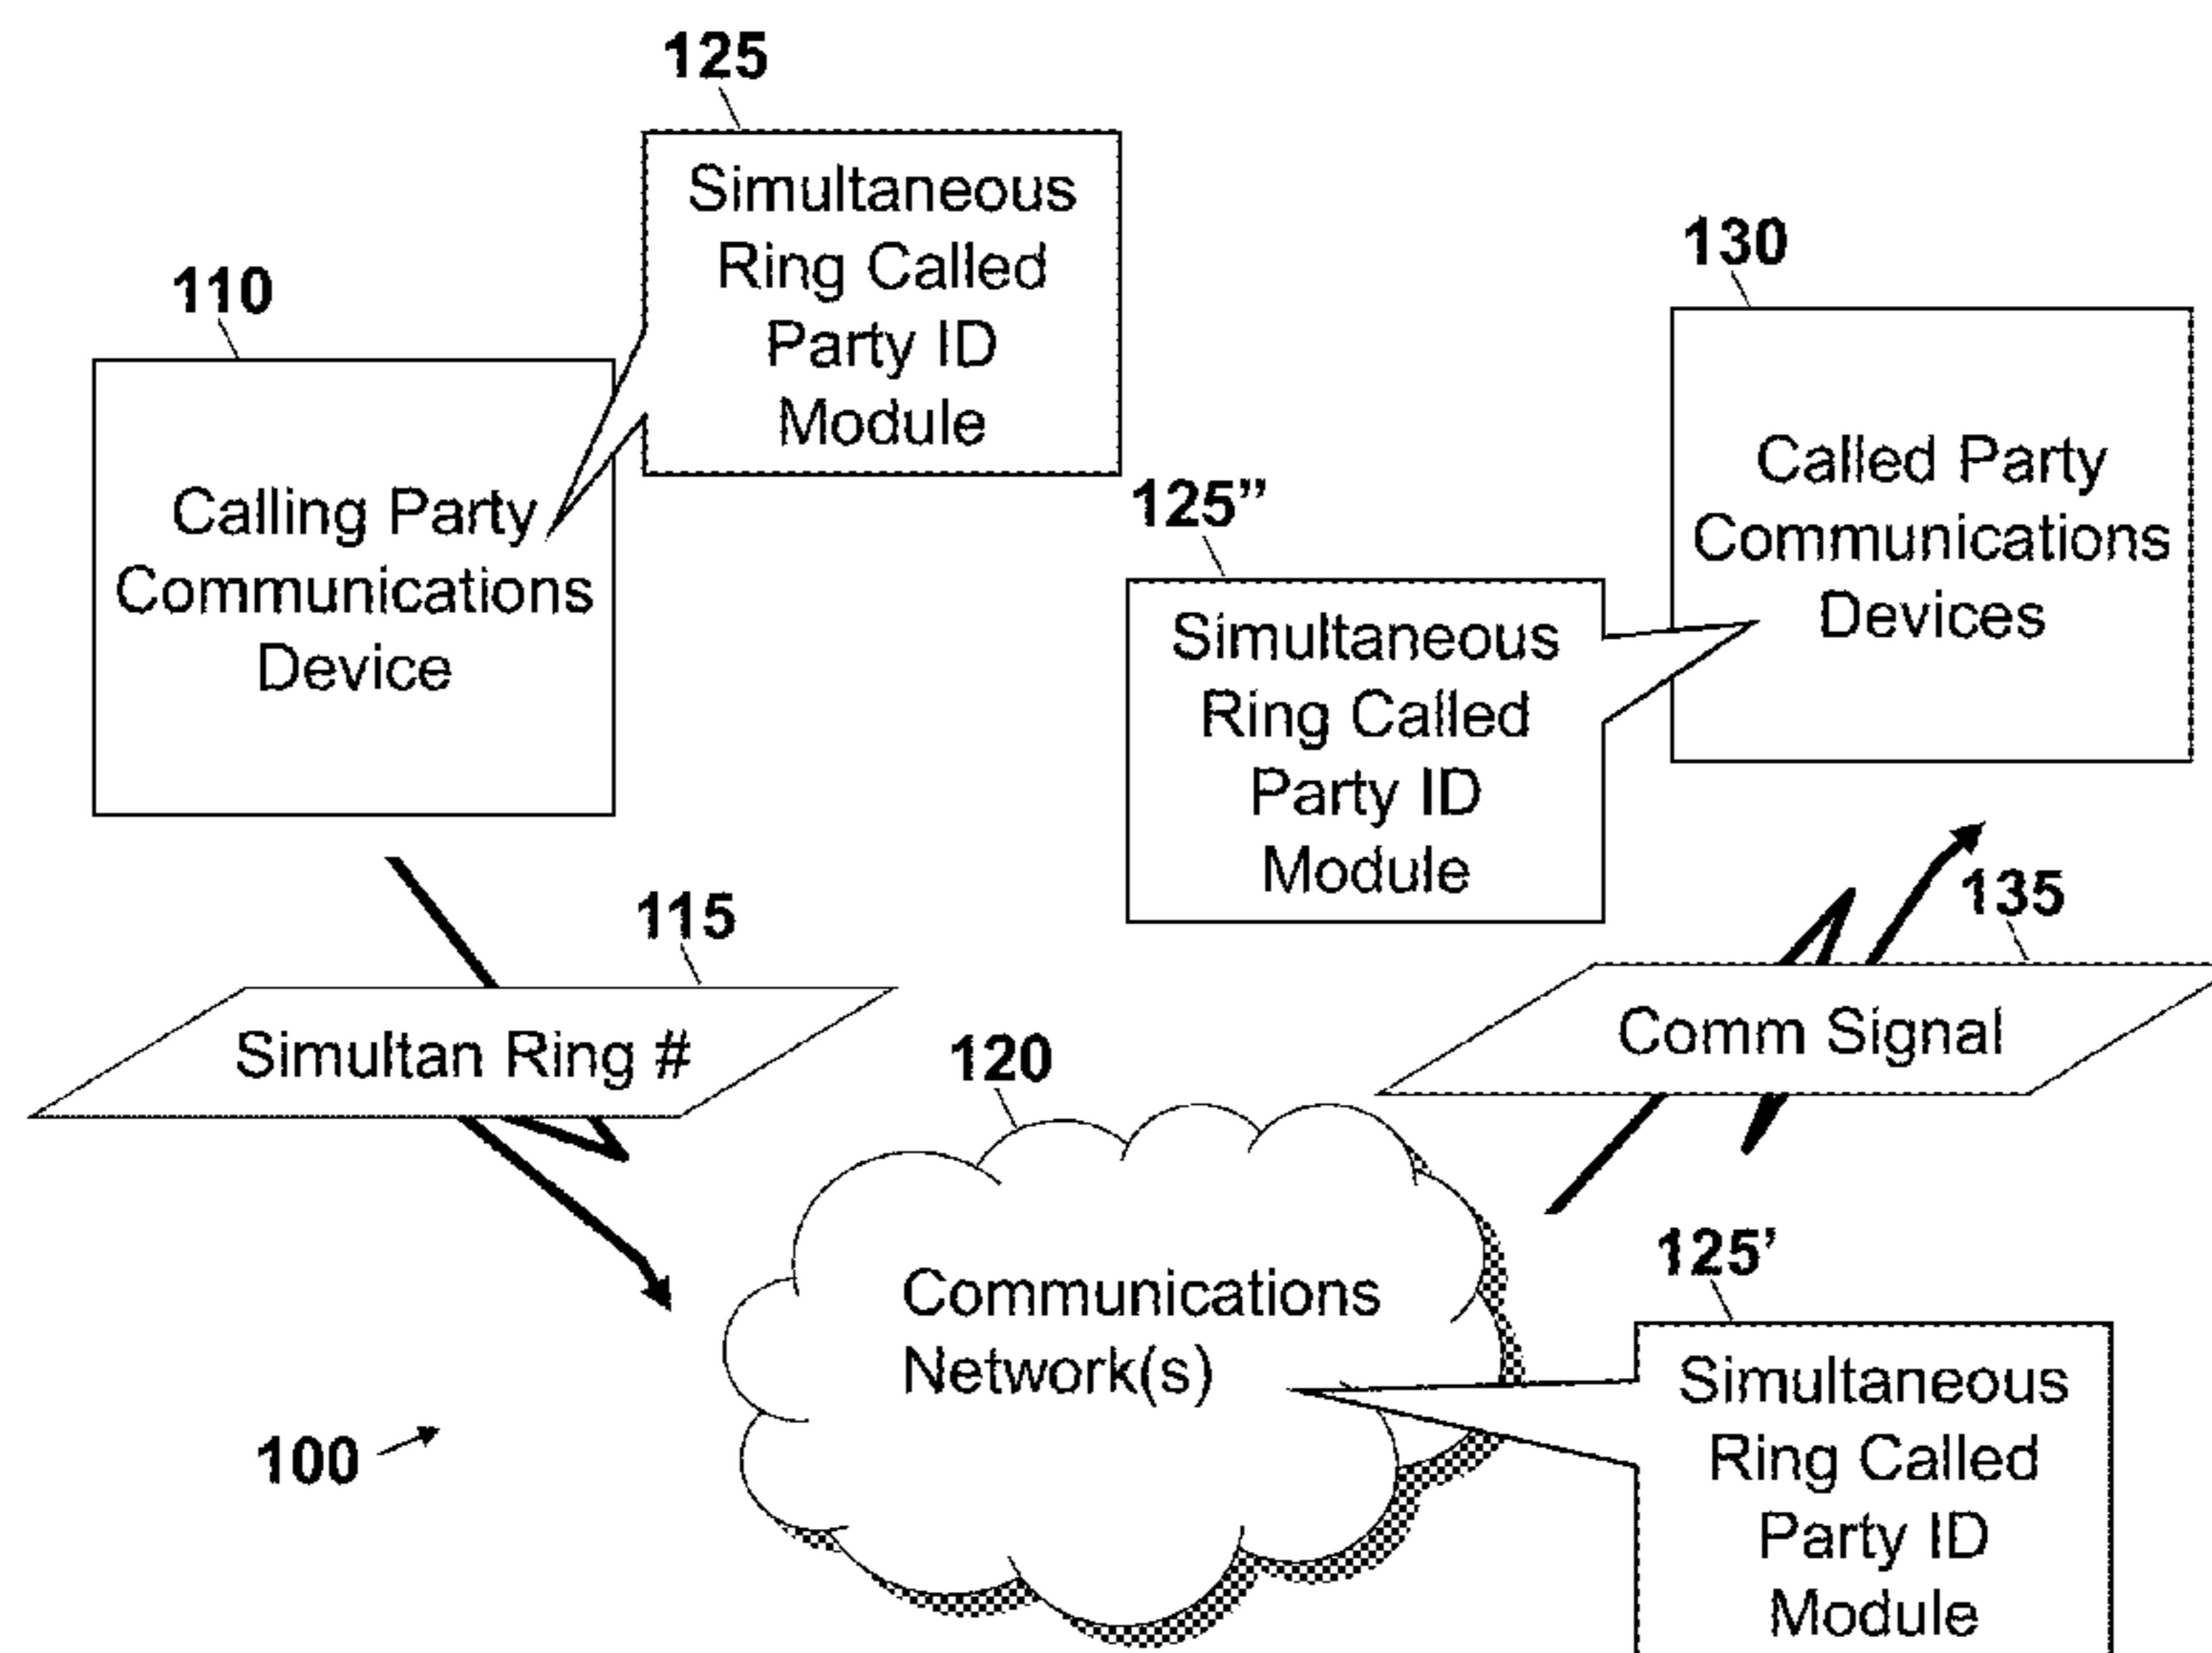 125
Simultaneous
Ring Called
Party ID
Module
110
Calling Party
Communications
Device
130
Called Party
Communications
Devices
125”
Simultaneous
Ring Called
Party ID
Module
115
Simultan Ring #
135
Comm Signal
120
Communications
Network(s)
125’
Simultaneous
Ring Called
Party ID
Module
100